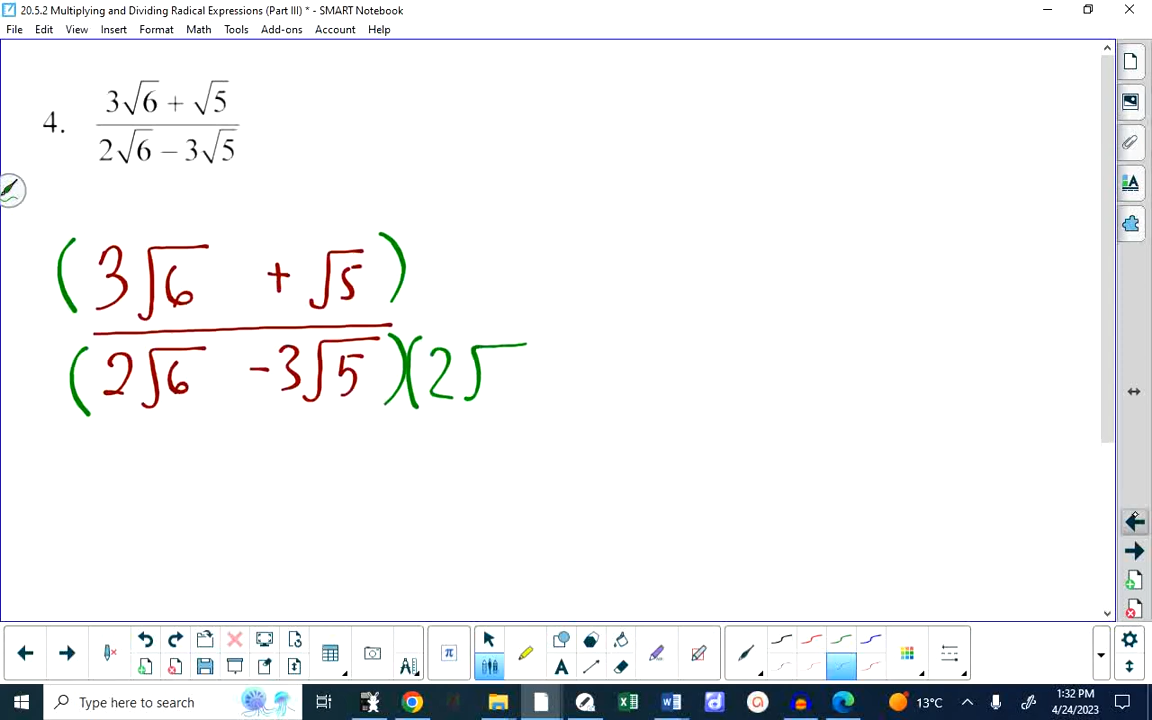 20.5.2 Multiplying and Dividing Radical Expressions (Part III) * - SMART Notebook
File Edit View Insert Format Math Tools Add-ons Account Help
4. (3√6 + √5)/(2√6 − 3√5)
(3√6 + √5)
(2√6 -3√5)(2√
π
A
Type here to search
13°C
1:32 PM
4/24/2023